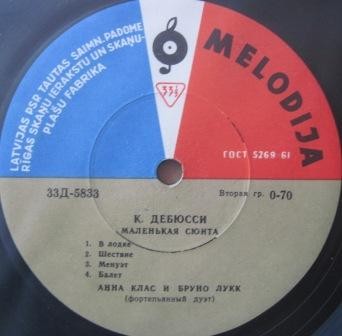 LATVIJAS PSR TAUTAS SAIMN. PADOME
RĪGAS SKAŅU IERAKSTU UN SKAŅU-
PLAŠU FABRIKA
33⅓
MELODIJA
ГОСТ 5269 61
33Д-5833
Вторая гр. 0-70
К. ДЕБЮССИ
МАЛЕНЬКАЯ СЮИТА
1. В лодке
2. Шествие
3. Менуэт
4. Балет
АННА КЛАС И БРУНО ЛУКК
(фортепьянный дуэт)